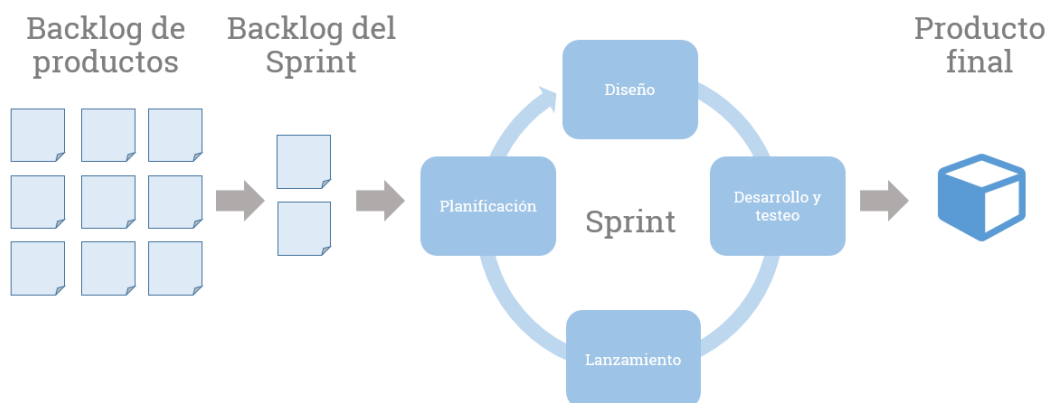 Backlog de
productos
Backlog del
Sprint
Producto
final
Diseño
Planificación
Sprint
Desarrollo y
testeo
Lanzamiento